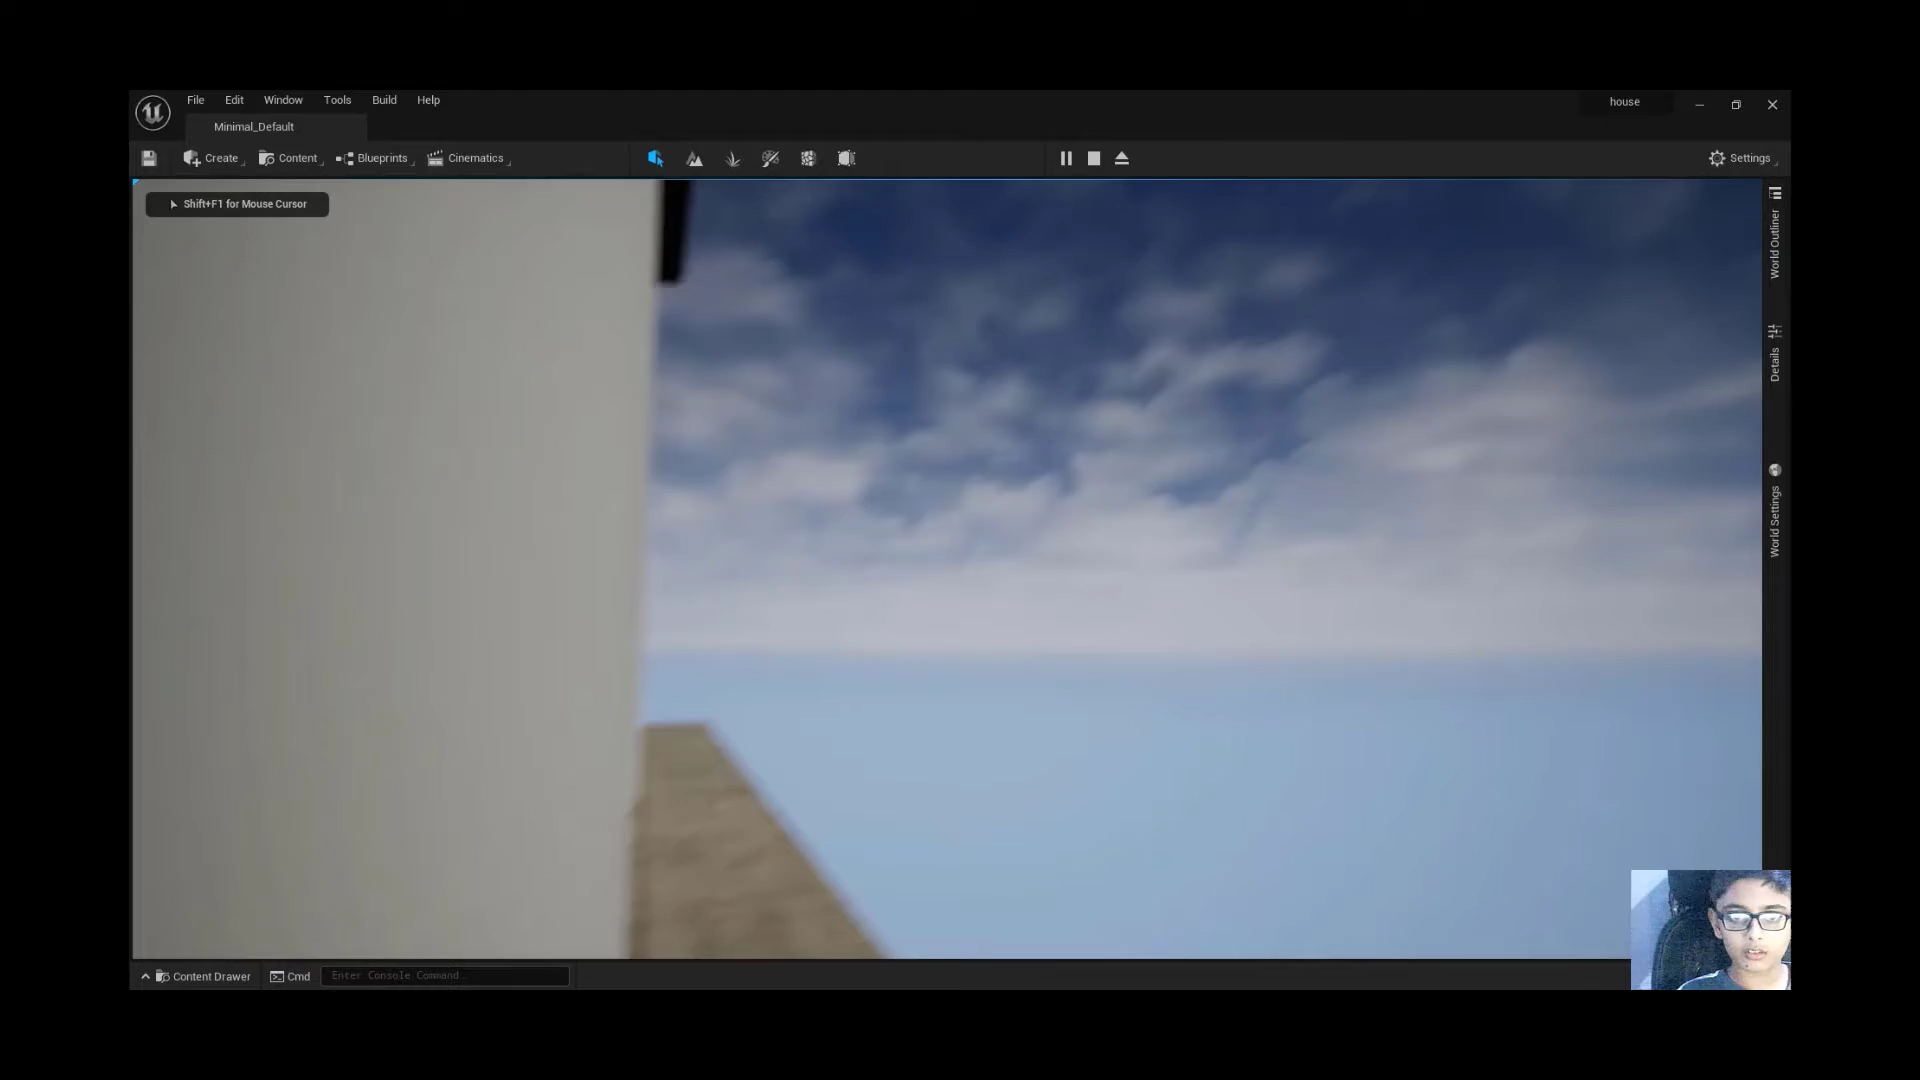 File Edit Window Tools Build Help
house
Minimal_Default
Create Content Blueprints Cinematics
Settings
Shift+F1 for Mouse Cursor
World Outliner
Details
World Settings
Content Drawer
Cmd
Enter Console Command